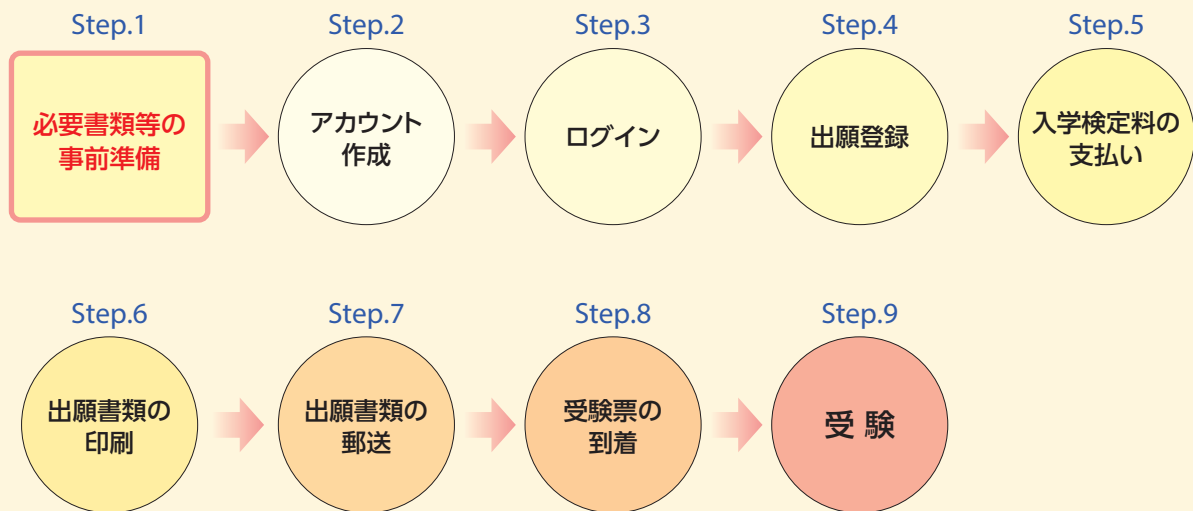 Step.1
Step.2
Step.3
Step.4
Step.5
必要書類等の
事前準備
アカウント
作成
ログイン
出願登録
入学検定料の
支払い
Step.6
Step.7
Step.8
Step.9
出願書類の
印刷
出願書類の
郵送
受験票の
到着
受 験